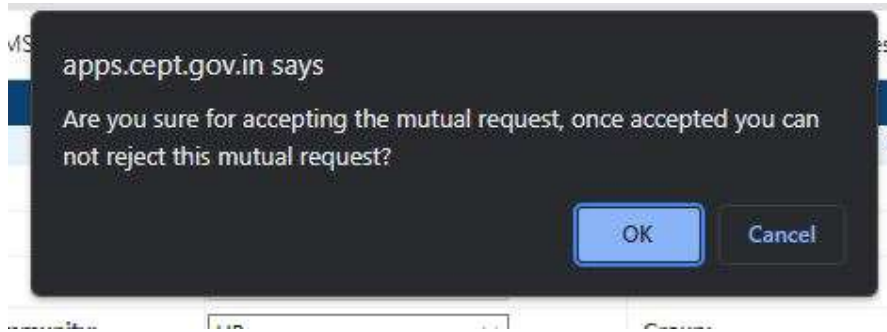 apps.cept.gov.in says
Are you sure for accepting the mutual request, once accepted you can
not reject this mutual request?
OK Cancel